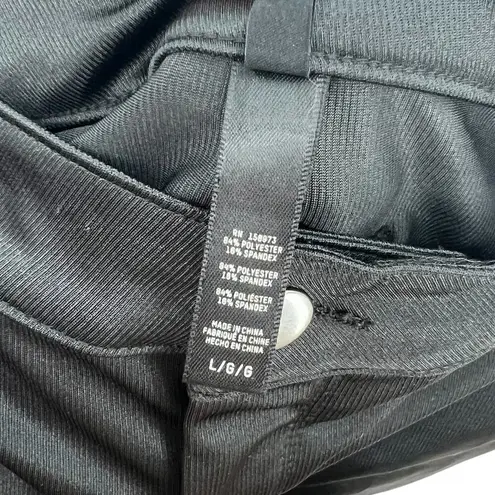 RN 158973
84% POLYESTER
16% SPANDEX
84% POLYESTER
16% SPANDEX
84% POLIÉSTER
16% SPANDEX
MADE IN CHINA
FABRIQUÉ EN CHINE
HECHO EN CHINA
L/G/G